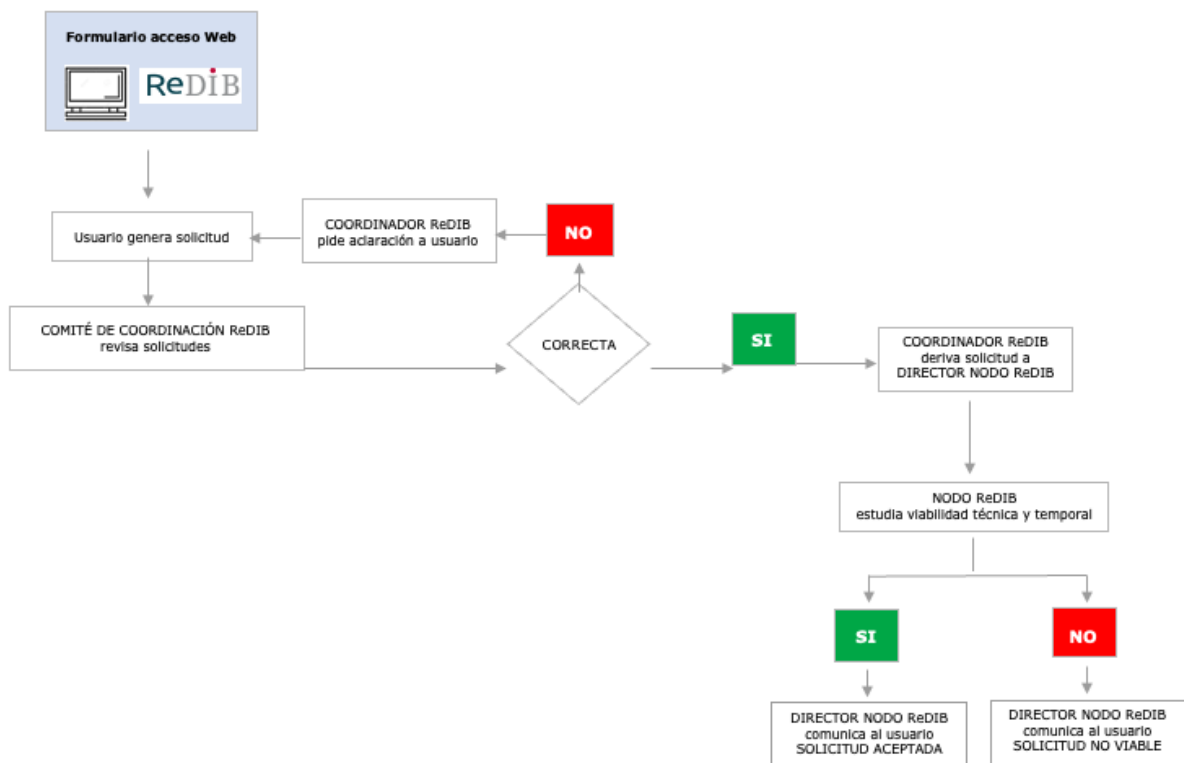 Formulario acceso Web
ReDIB
Usuario genera solicitud
COORDINADOR ReDIB
pide aclaración a usuario
NO
COMITÉ DE COORDINACIÓN ReDIB
revisa solicitudes
CORRECTA
SI
COORDINADOR ReDIB
deriva solicitud a
DIRECTOR NODO ReDIB
NODO ReDIB
estudia viabilidad técnica y temporal
SI
NO
DIRECTOR NODO ReDIB
comunica al usuario
SOLICITUD ACEPTADA
DIRECTOR NODO ReDIB
comunica al usuario
SOLICITUD NO VIABLE